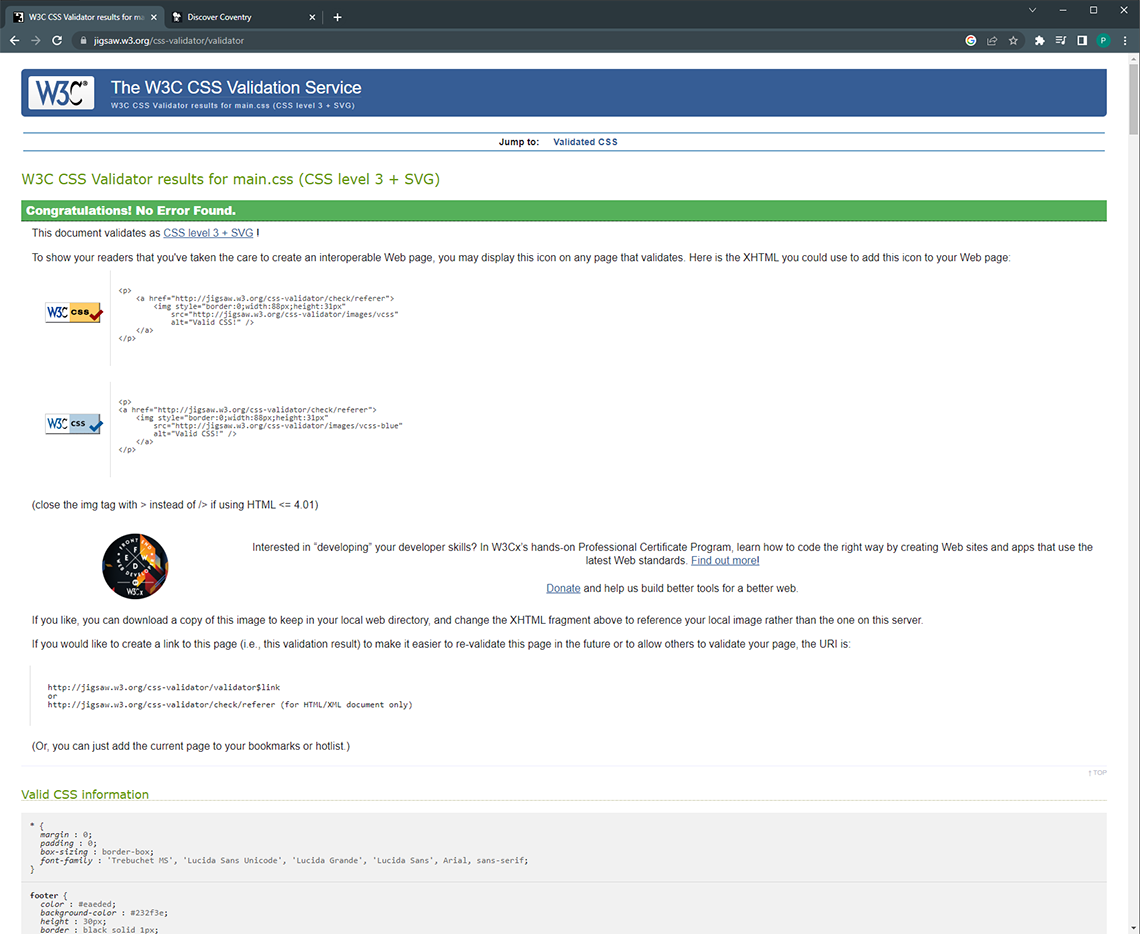 W3C CSS Validator results for ma
Discover Coventry
jigsaw.w3.org/css-validator/validator
P
W3C®
The W3C CSS Validation Service
W3C CSS Validator results for main.css (CSS level 3 + SVG)
Jump to: Validated CSS
W3C CSS Validator results for main.css (CSS level 3 + SVG)
Congratulations! No Error Found.
This document validates as CSS level 3 + SVG !
To show your readers that you've taken the care to create an interoperable Web page, you may display this icon on any page that validates. Here is the XHTML you could use to add this icon to your Web page:
W3C css
<p>
<a href="http://jigsaw.w3.org/css-validator/check/referer">
<img style="border:0;width:88px;height:31px"
src="http://jigsaw.w3.org/css-validator/images/vcss"
alt="Valid CSS!" />
</a>
</p>
W3C css
<p>
<a href="http://jigsaw.w3.org/css-validator/check/referer">
<img style="border:0;width:88px;height:31px"
src="http://jigsaw.w3.org/css-validator/images/vcss-blue"
alt="Valid CSS!" />
</a>
</p>
(close the img tag with > instead of /> if using HTML <= 4.01)
FRONT END WEB DEVELOPER
F E W D
W3Cx
Interested in “developing” your developer skills? In W3Cx’s hands-on Professional Certificate Program, learn how to code the right way by creating Web sites and apps that use the
latest Web standards. Find out more!
Donate and help us build better tools for a better web.
If you like, you can download a copy of this image to keep in your local web directory, and change the XHTML fragment above to reference your local image rather than the one on this server.
If you would like to create a link to this page (i.e., this validation result) to make it easier to re-validate this page in the future or to allow others to validate your page, the URI is:
http://jigsaw.w3.org/css-validator/validator$link
or
http://jigsaw.w3.org/css-validator/check/referer (for HTML/XML document only)
(Or, you can just add the current page to your bookmarks or hotlist.)
↑ TOP
Valid CSS information
* {
margin : 0;
padding : 0;
box-sizing : border-box;
font-family : 'Trebuchet MS', 'Lucida Sans Unicode', 'Lucida Grande', 'Lucida Sans', Arial, sans-serif;
}
footer {
color : #eaeded;
background-color : #232f3e;
height : 30px;
border : black solid 1px;